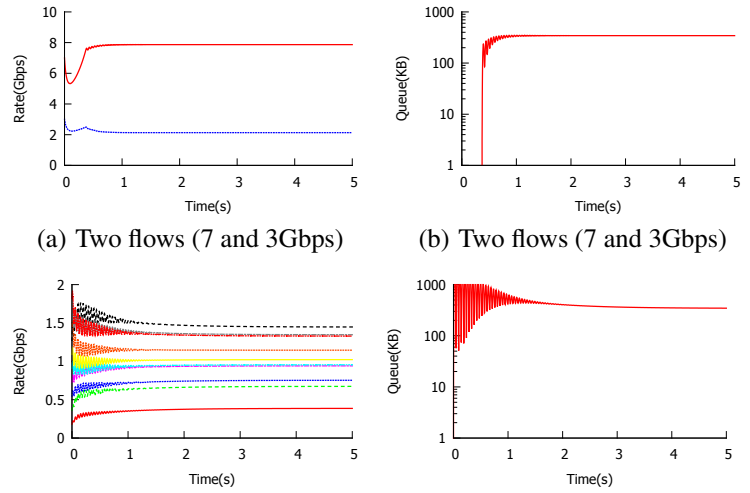 10
8
6
4
2
0
Rate(Gbps)
0 1 2 3 4 5
Time(s)
1000
100
10
1
Queue(KB)
0 1 2 3 4 5
Time(s)
(a) Two flows (7 and 3Gbps)
(b) Two flows (7 and 3Gbps)
2
1.5
1
0.5
0
Rate(Gbps)
0 1 2 3 4 5
Time(s)
1000
100
10
1
Queue(KB)
0 1 2 3 4 5
Time(s)